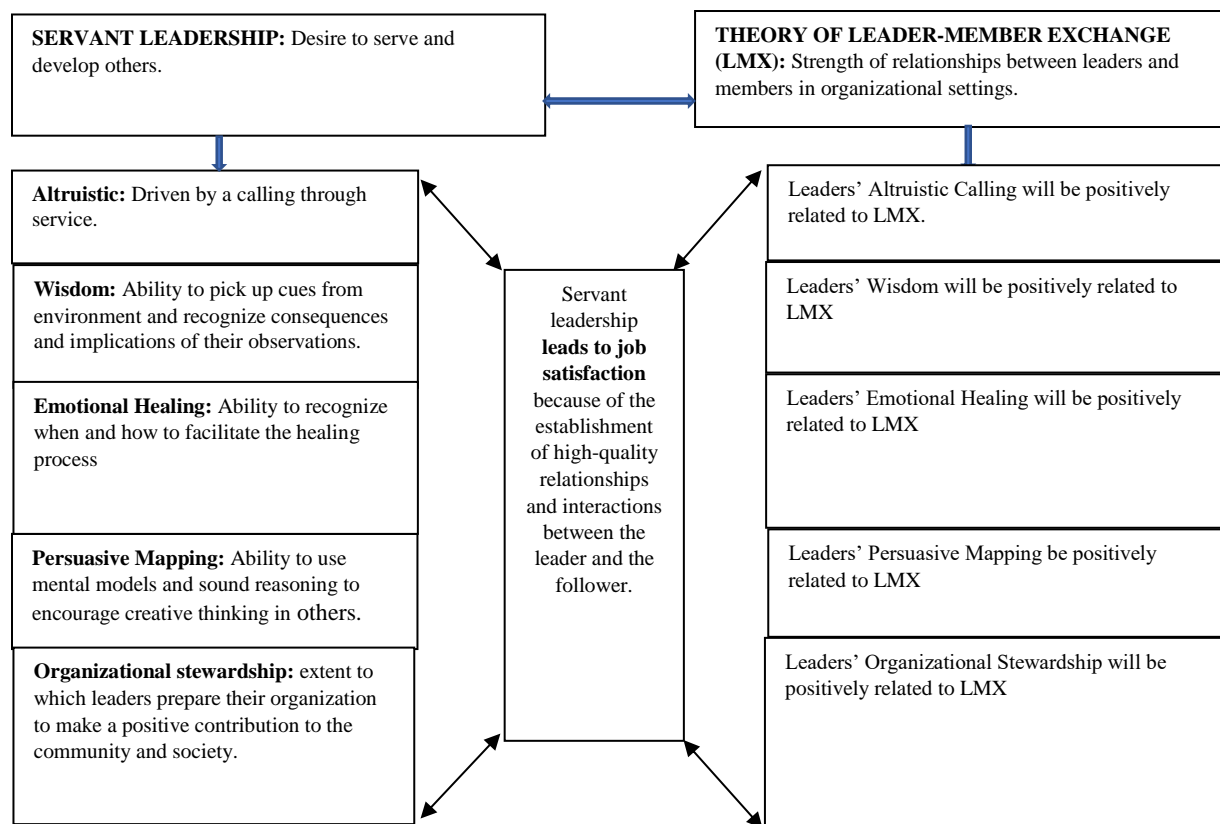 SERVANT LEADERSHIP: Desire to serve and
develop others.
THEORY OF LEADER-MEMBER EXCHANGE
(LMX): Strength of relationships between leaders and
members in organizational settings.
Altruistic: Driven by a calling through
service.
Wisdom: Ability to pick up cues from
environment and recognize consequences
and implications of their observations.
Emotional Healing: Ability to recognize
when and how to facilitate the healing
process
Persuasive Mapping: Ability to use
mental models and sound reasoning to
encourage creative thinking in others.
Organizational stewardship: extent to
which leaders prepare their organization
to make a positive contribution to the
community and society.
Servant
leadership
leads to job
satisfaction
because of the
establishment
of high-quality
relationships
and interactions
between the
leader and the
follower.
Leaders’ Altruistic Calling will be positively
related to LMX.
Leaders’ Wisdom will be positively related to
LMX
Leaders’ Emotional Healing will be positively
related to LMX
Leaders’ Persuasive Mapping be positively
related to LMX
Leaders’ Organizational Stewardship will be
positively related to LMX